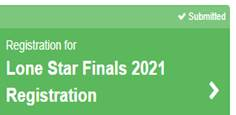 Submitted
Registration for
Lone Star Finals 2021
Registration